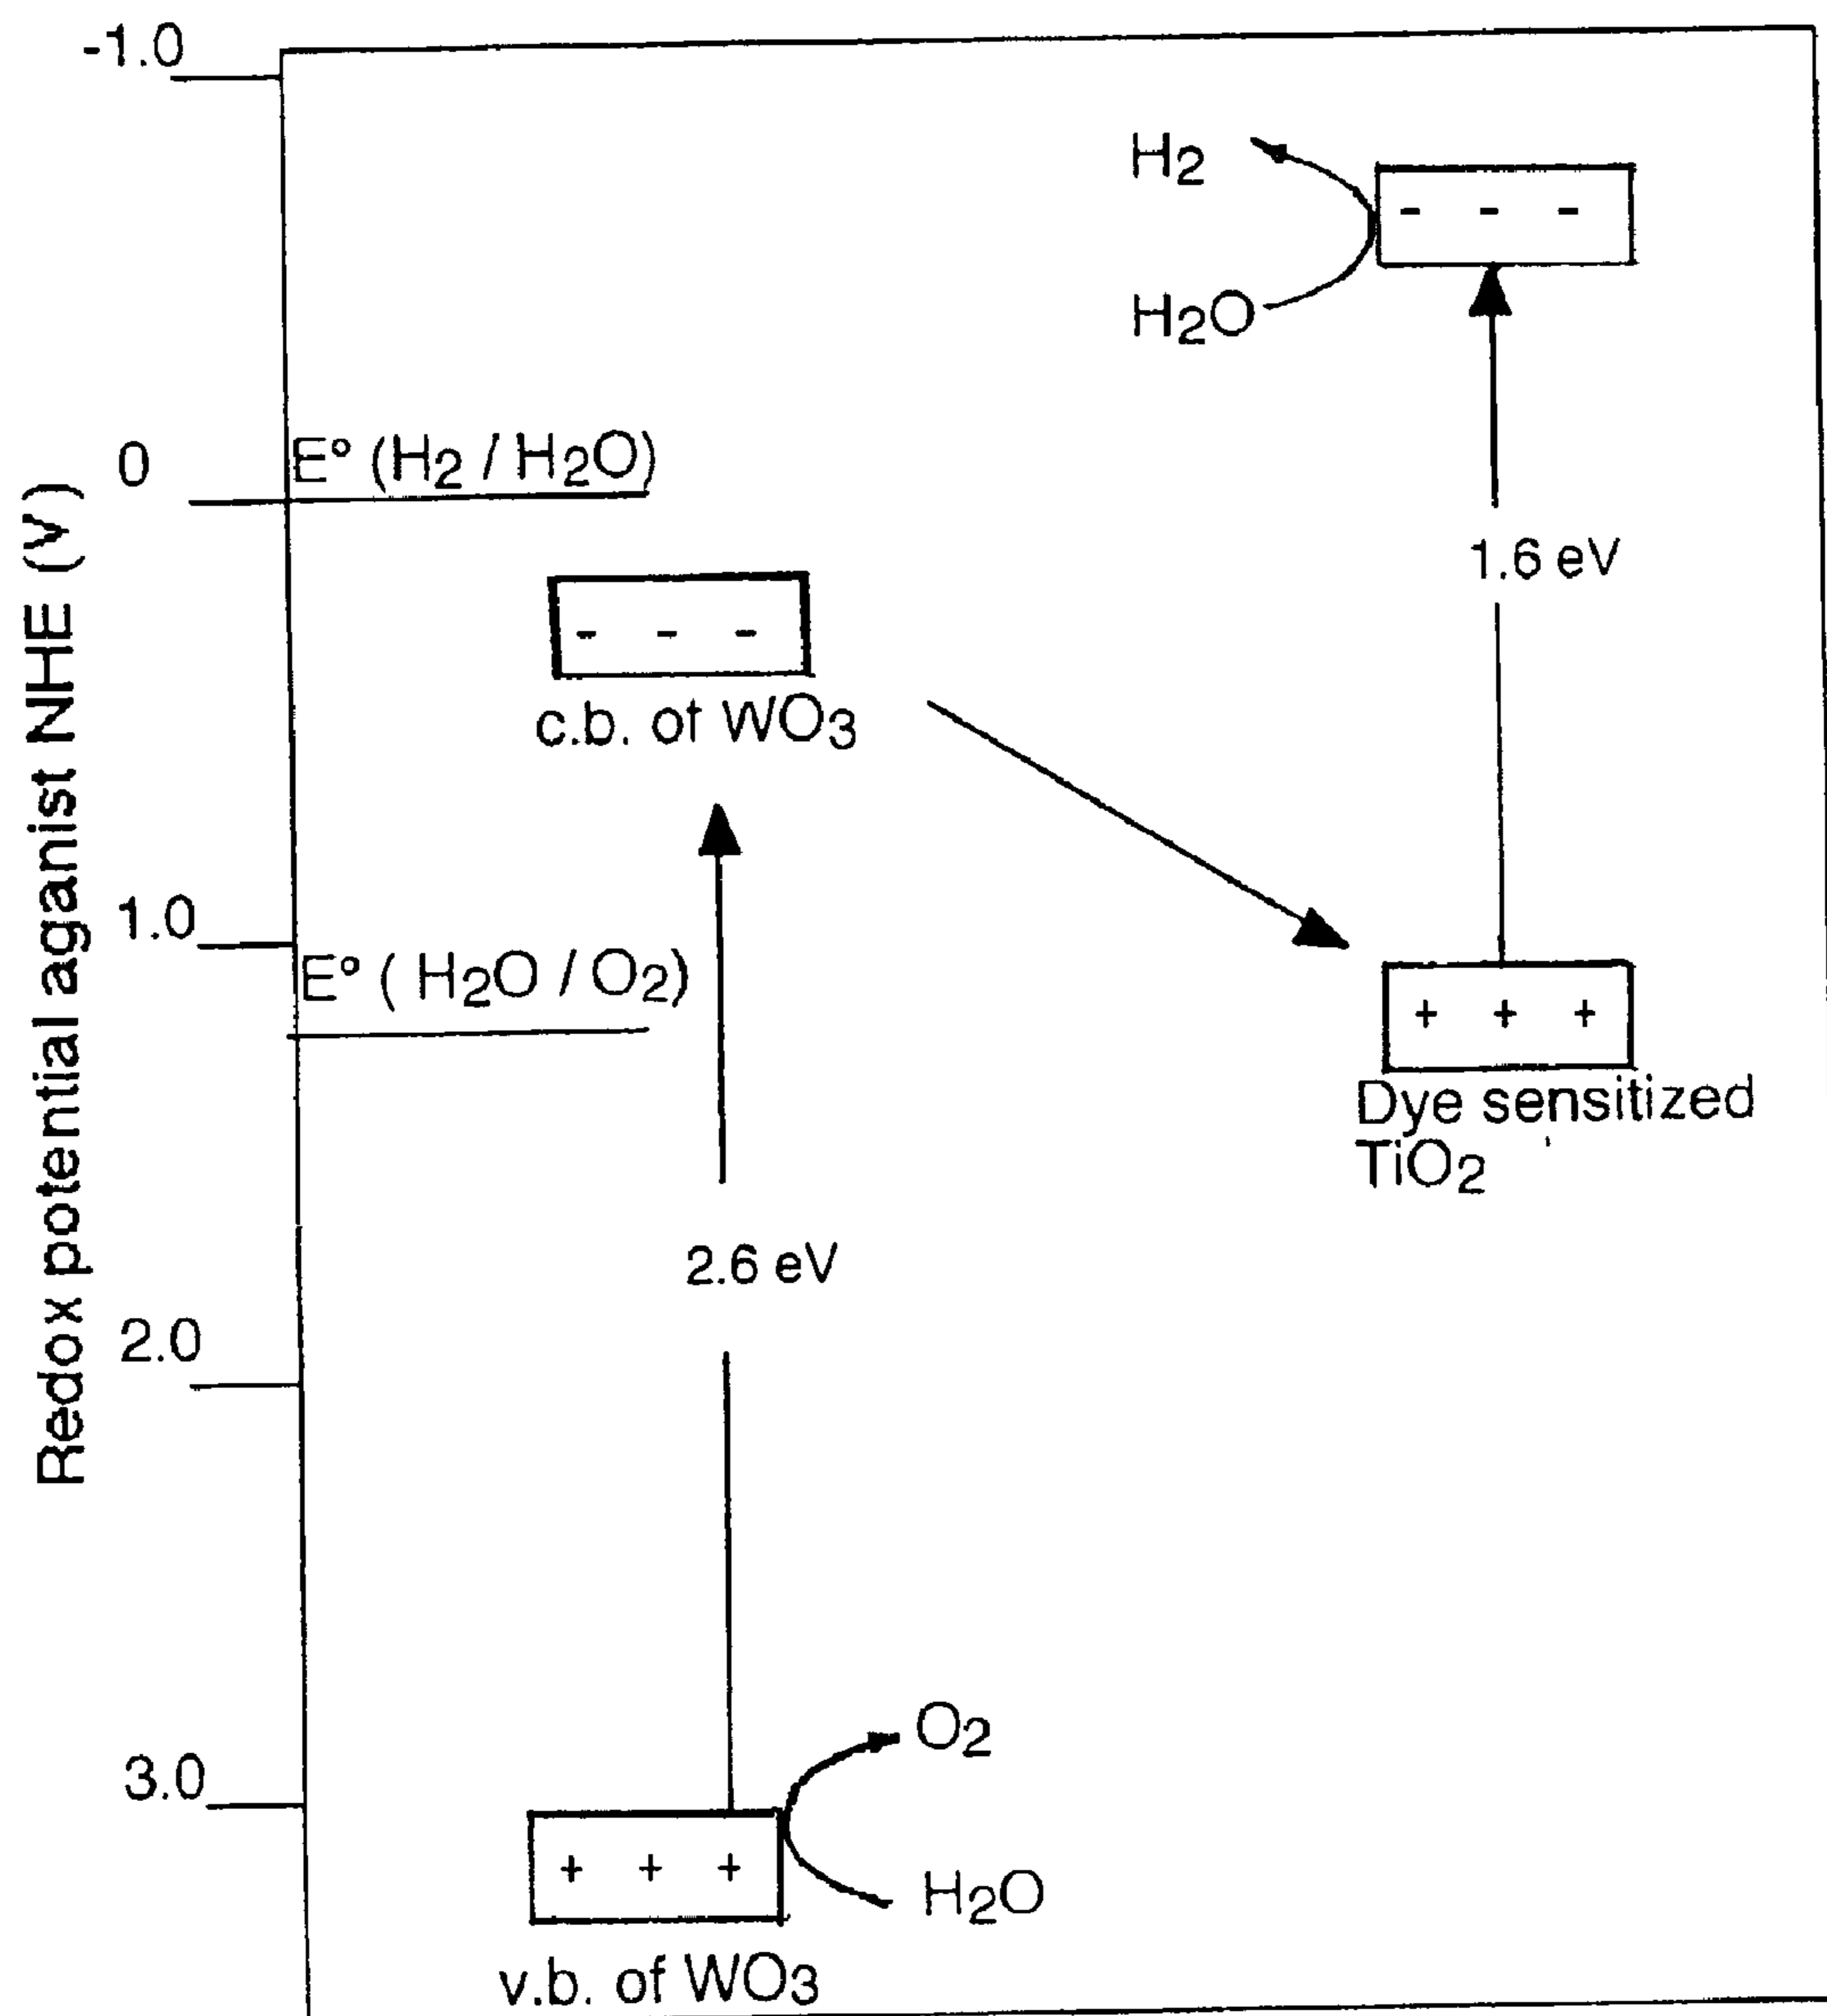 Redox potential aganist NHE (V)
-1.0
0
1.0
2.0
3.0
H2
- - -
H2O
E° (H2 / H2O)
1.6 eV
- - -
c.b. of WO3
E° ( H2O / O2)
+ + +
Dye sensitized
TiO2
2.6 eV
O2
+ + +
H2O
v.b. of WO3